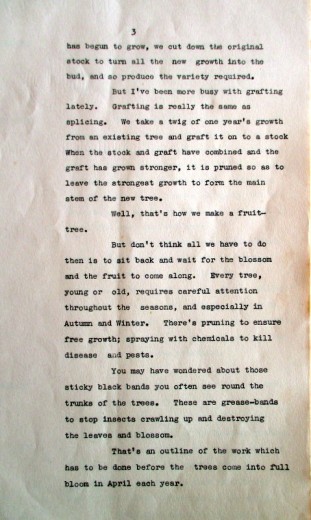 3
has begun to grow, we cut down the original
stock to turn all the new growth into the
bud, and so produce the variety required.
But I've been more busy with grafting
lately. Grafting is really the same as
splicing. We take a twig of one year's growth
from an existing tree and graft it on to a stock
When the stock and graft have combined and the
graft has grown stronger, it is pruned so as to
leave the strongest growth to form the main
stem of the new tree.
Well, that's how we make a fruit-
tree.
But don't think all we have to do
then is to sit back and wait for the blossom
and the fruit to come along. Every tree,
young or old, requires careful attention
throughout the seasons, and especially in
Autumn and Winter. There's pruning to ensure
free growth; spraying with chemicals to kill
disease and pests.
You may have wondered about those
sticky black bands you often see round the
trunks of the trees. These are grease-bands
to stop insects crawling up and destroying
the leaves and blossom.
That's an outline of the work which
has to be done before the trees come into full
bloom in April each year.